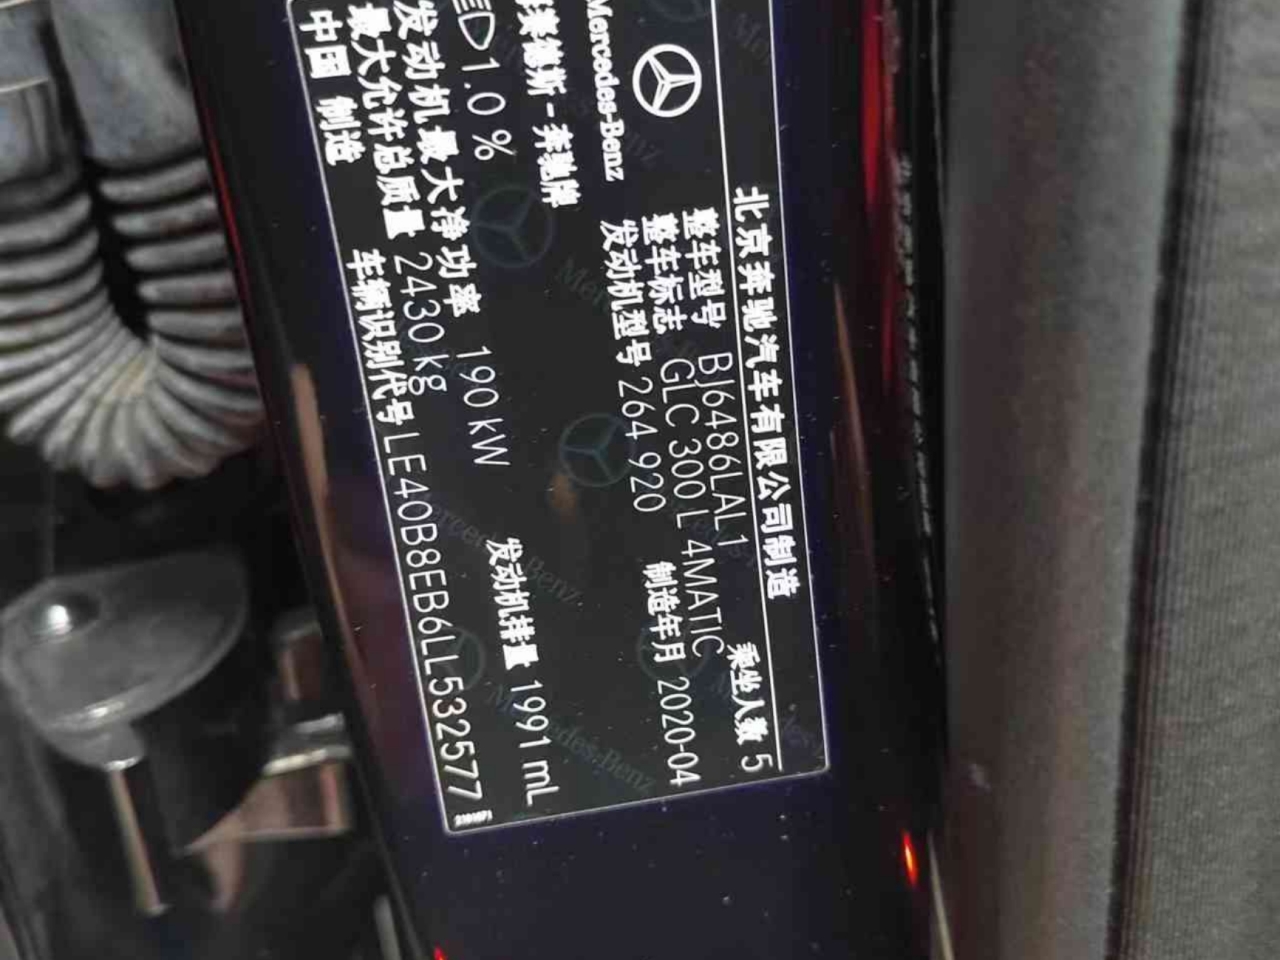 北京奔驰汽车有限公司制造
整车型号 BJ6486LAL1 乘坐人数 5
整车标志 GLC 300 L 4MATIC
发动机型号 264 920 制造年月 2020-04
Mercedes-Benz
梅赛德斯-奔驰牌
1.0 % 发动机排量 1991 mL
发动机最大净功率 190 kW
最大允许总质量 2430 kg
中国 制造 车辆识别代号 LE40B8EB6LL532577